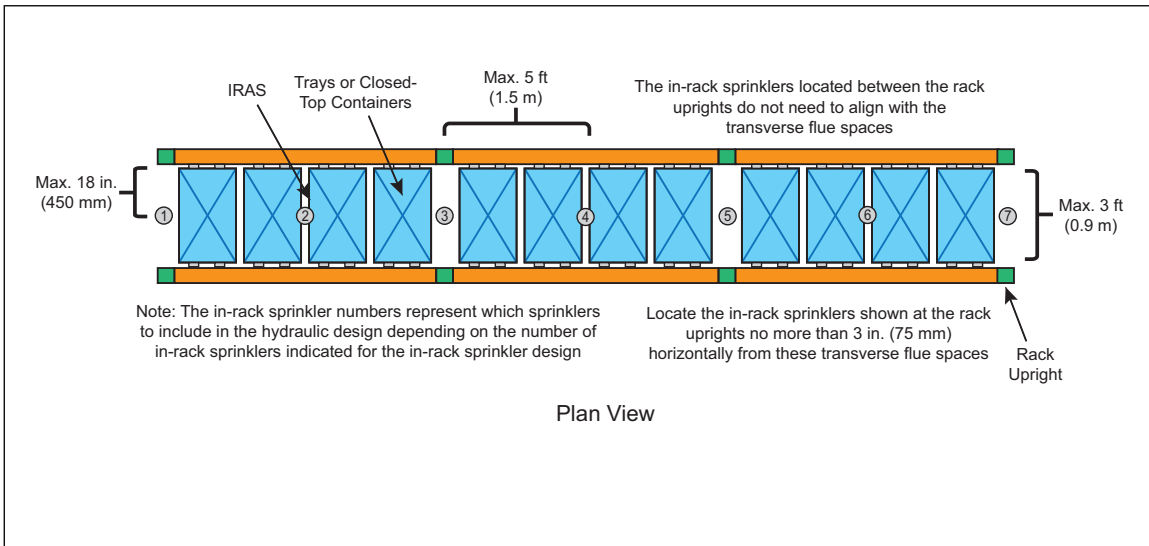 IRAS
Trays or Closed-
Top Containers
Max. 5 ft
(1.5 m)
The in-rack sprinklers located between the rack
uprights do not need to align with the
transverse flue spaces
Max. 18 in.
(450 mm)
1
2
3
4
5
6
7
Max. 3 ft
(0.9 m)
Note: The in-rack sprinkler numbers represent which sprinklers
to include in the hydraulic design depending on the number of
in-rack sprinklers indicated for the in-rack sprinkler design
Locate the in-rack sprinklers shown at the rack
uprights no more than 3 in. (75 mm)
horizontally from these transverse flue spaces
Rack
Upright
Plan View